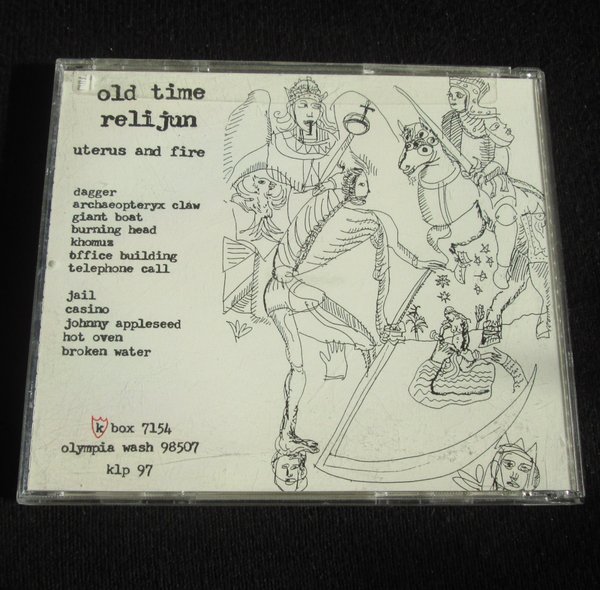 old time
relijun
uterus and fire
dagger
archaeopteryx claw
giant boat
burning head
khomuz
office building
telephone call
jail
casino
johnny appleseed
hot oven
broken water
k box 7154
olympia wash 98507
klp 97